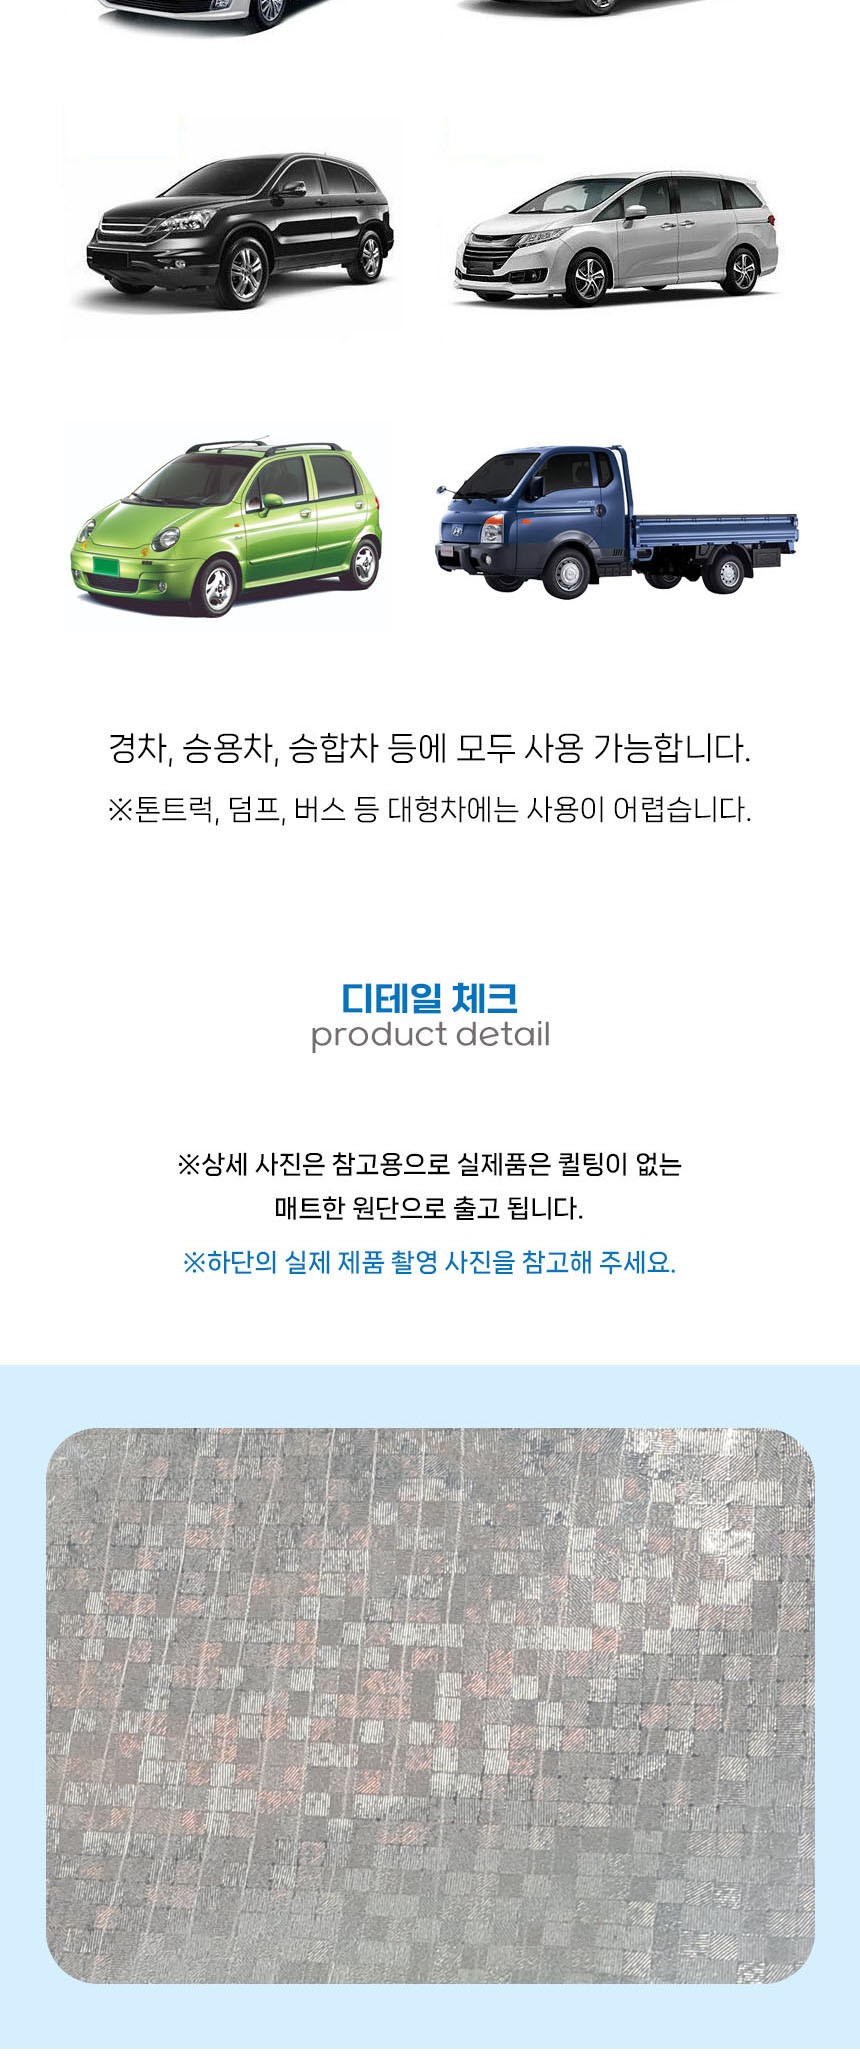 경차, 승용차, 승합차 등에 모두 사용 가능합니다.
※톤트럭, 덤프, 버스 등 대형차에는 사용이 어렵습니다.
디테일 체크
product detail
※상세 사진은 참고용으로 실제품은 퀼팅이 없는
매트한 원단으로 출고 됩니다.
※하단의 실제 제품 촬영 사진을 참고해 주세요.